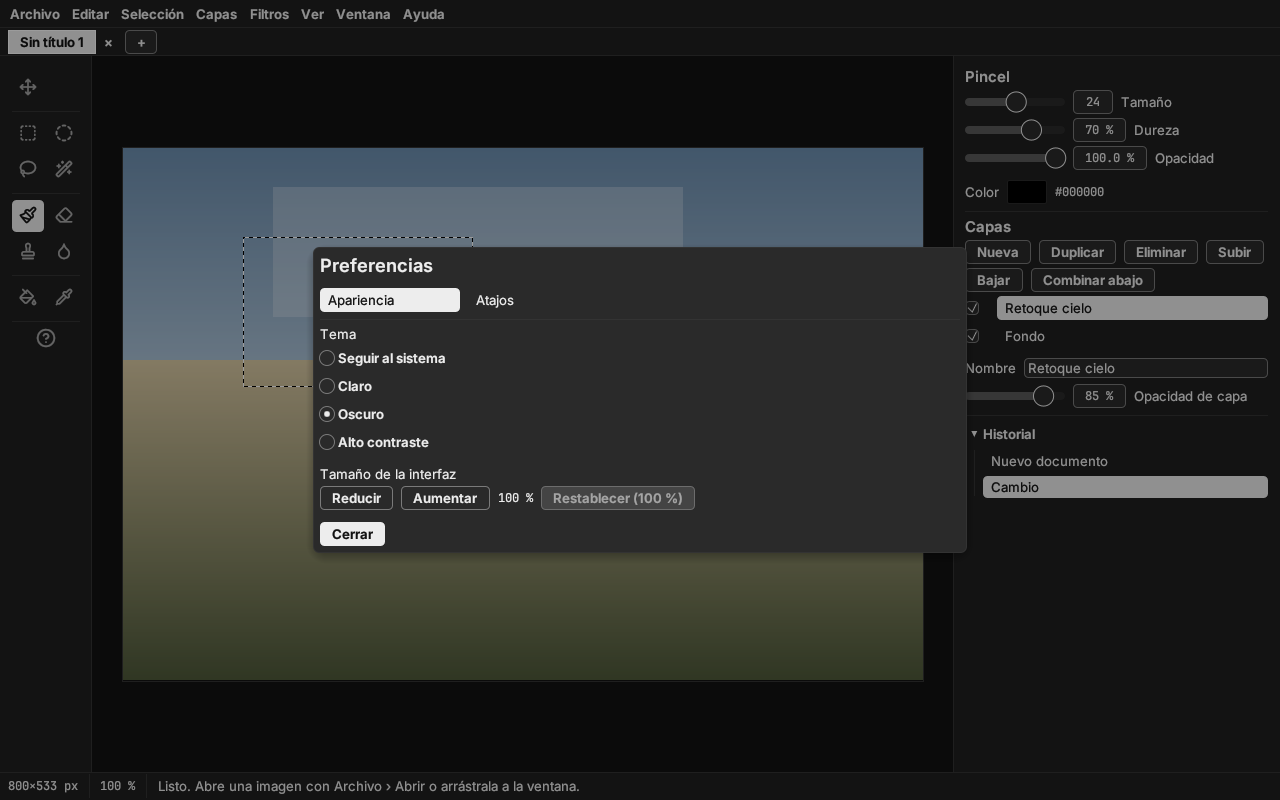 Archivo Editar Selección Capas Filtros Ver Ventana Ayuda
Sin título 1 × +
Pincel
24 Tamaño
70 % Dureza
100.0 % Opacidad
Color #000000
Capas
Nueva Duplicar Eliminar Subir
Bajar Combinar abajo
Retoque cielo
Fondo
Nombre Retoque cielo
85 % Opacidad de capa
Historial
Nuevo documento
Cambio
Preferencias
Apariencia Atajos
Tema
Seguir al sistema
Claro
Oscuro
Alto contraste
Tamaño de la interfaz
Reducir Aumentar 100 % Restablecer (100 %)
Cerrar
800×533 px 100 % Listo. Abre una imagen con Archivo › Abrir o arrástrala a la ventana.